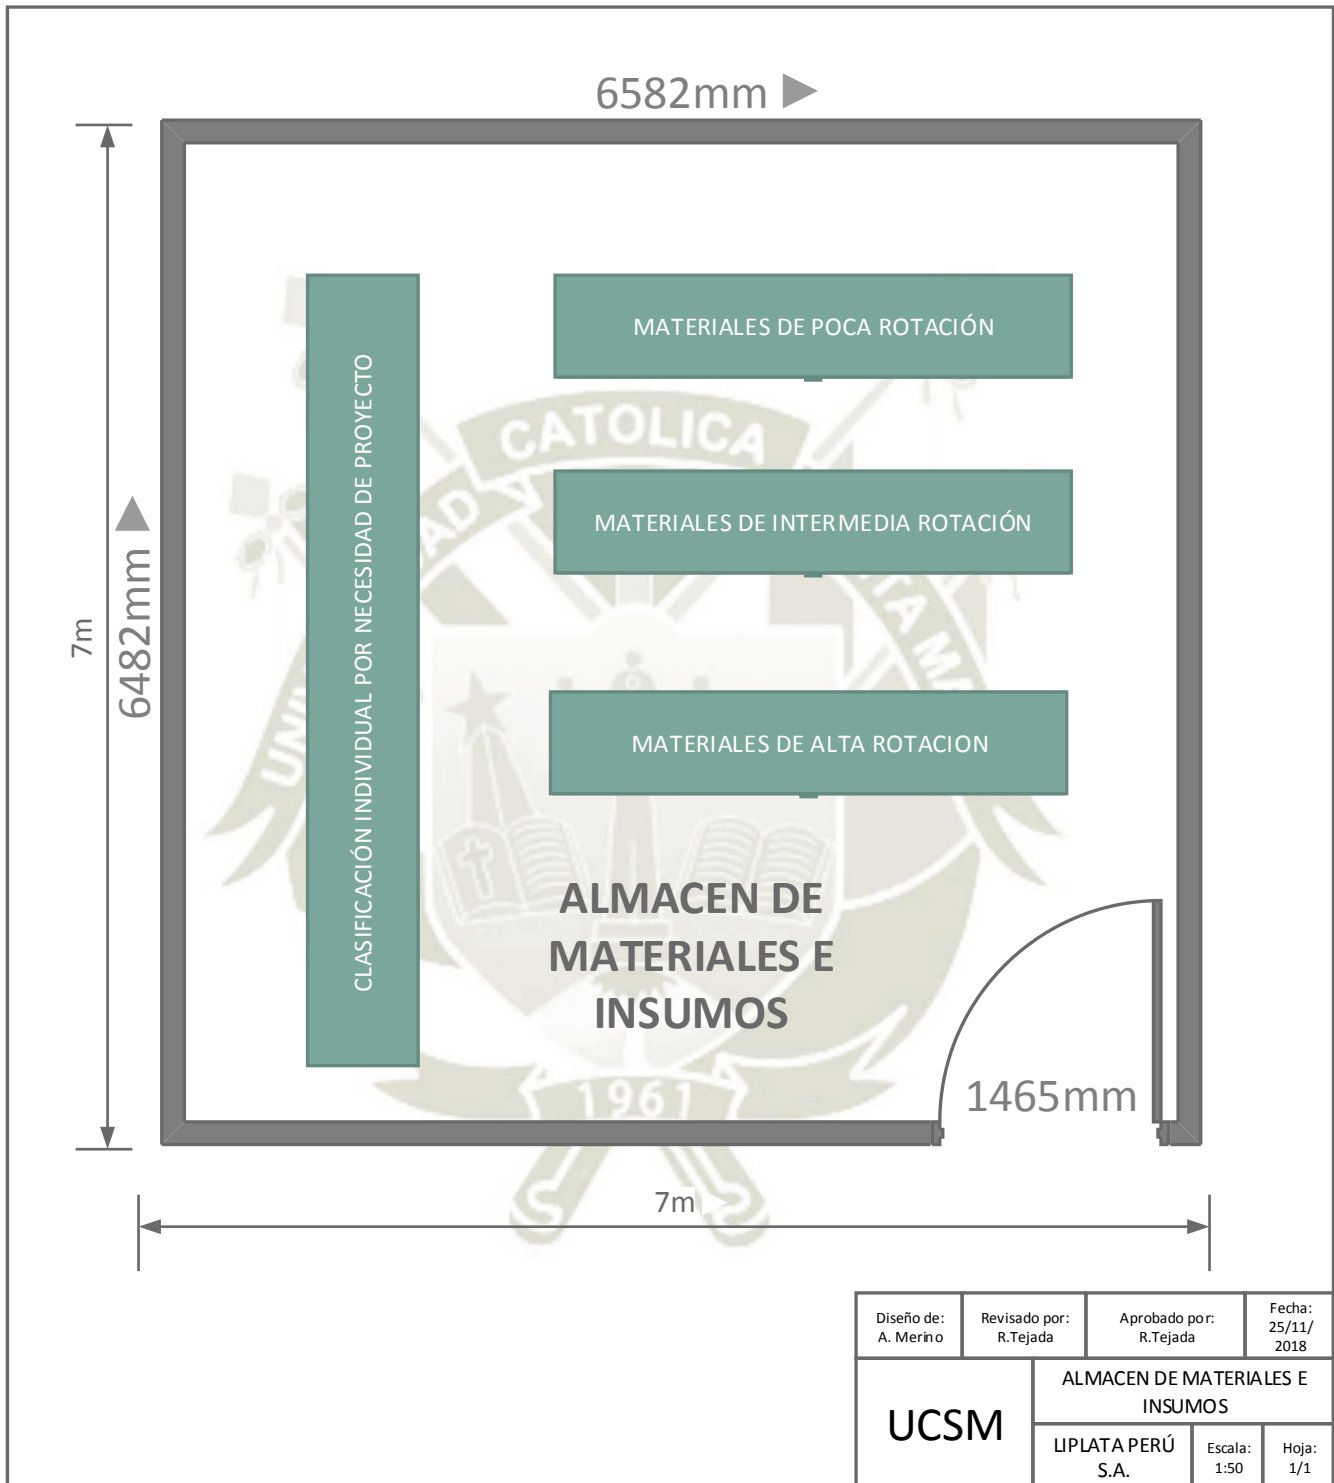 6582mm
7m
6482mm
CLASIFICACIÓN INDIVIDUAL POR NECESIDAD DE PROYECTO
MATERIALES DE POCA ROTACIÓN
MATERIALES DE INTERMEDIA ROTACIÓN
MATERIALES DE ALTA ROTACION
ALMACEN DE
MATERIALES E
INSUMOS
1465mm
7m
CATOLICA
1961
Diseño de:
A. Merino
Revisado por:
R.Tejada
Aprobado por:
R.Tejada
Fecha:
25/11/
2018
UCSM
ALMACEN DE MATERIALES E
INSUMOS
LIPLATA PERÚ
S.A.
Escala:
1:50
Hoja:
1/1